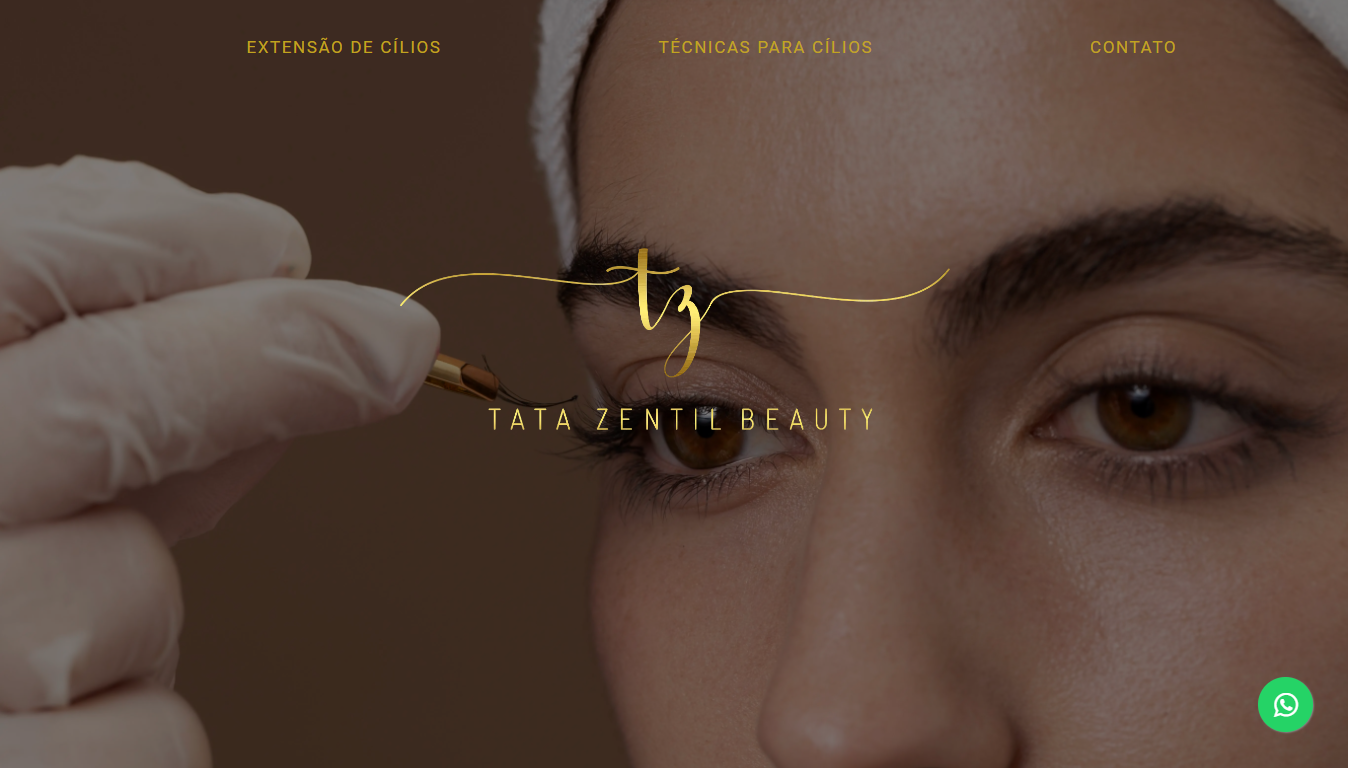 EXTENSÃO DE CÍLIOS
TÉCNICAS PARA CÍLIOS
CONTATO
tz
TATA ZENTIL BEAUTY